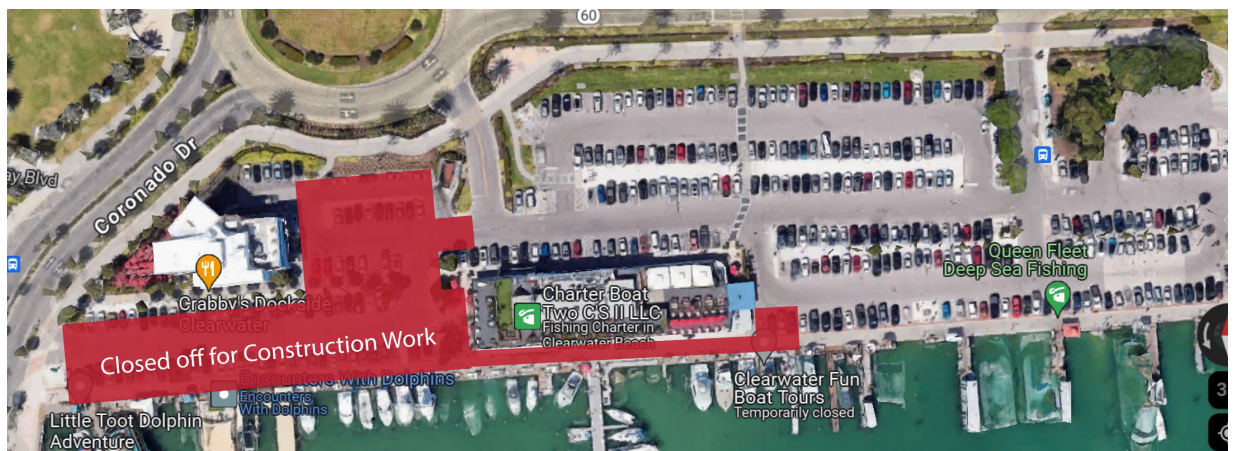 60
Coronado Dr
ay Blvd
Queen Fleet
Deep Sea Fishing
Grabby's Dockside
Clearwater
Charter Boat
Two C'S II LLC
Fishing Charter in
Clearwater Beach
Closed off for Construction Work
Encounters With Dolphins
Encounters
With Dolphins
Clearwater Fun
Boat Tours
Temporarily closed
Little Toot Dolphin
Adventure
3